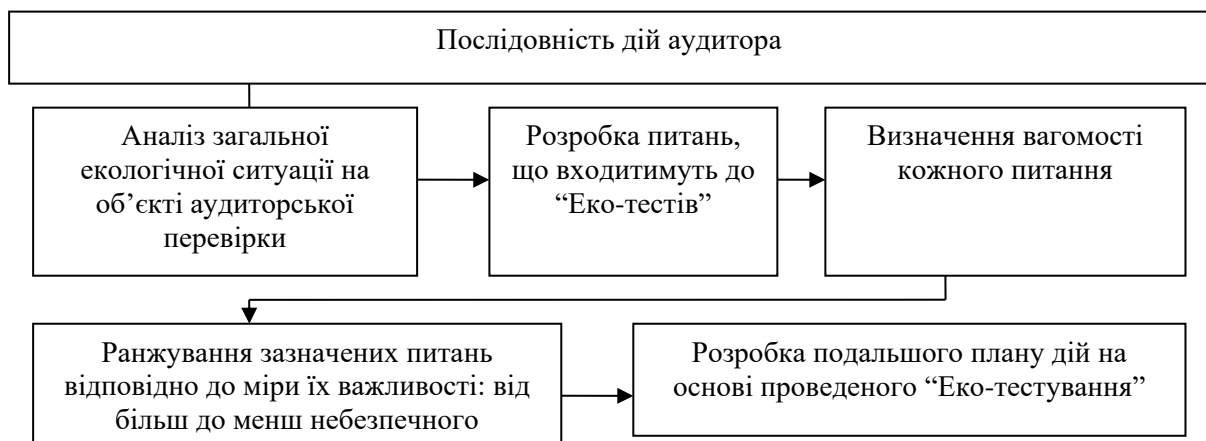 Послідовність дій аудитора
Аналіз загальної
екологічної ситуації на
об’єкті аудиторської
перевірки
Розробка питань,
що входитимуть до
“Еко-тестів”
Визначення вагомості
кожного питання
Ранжування зазначених питань
відповідно до міри їх важливості: від
більш до менш небезпечного
Розробка подальшого плану дій на
основі проведеного “Еко-тестування”